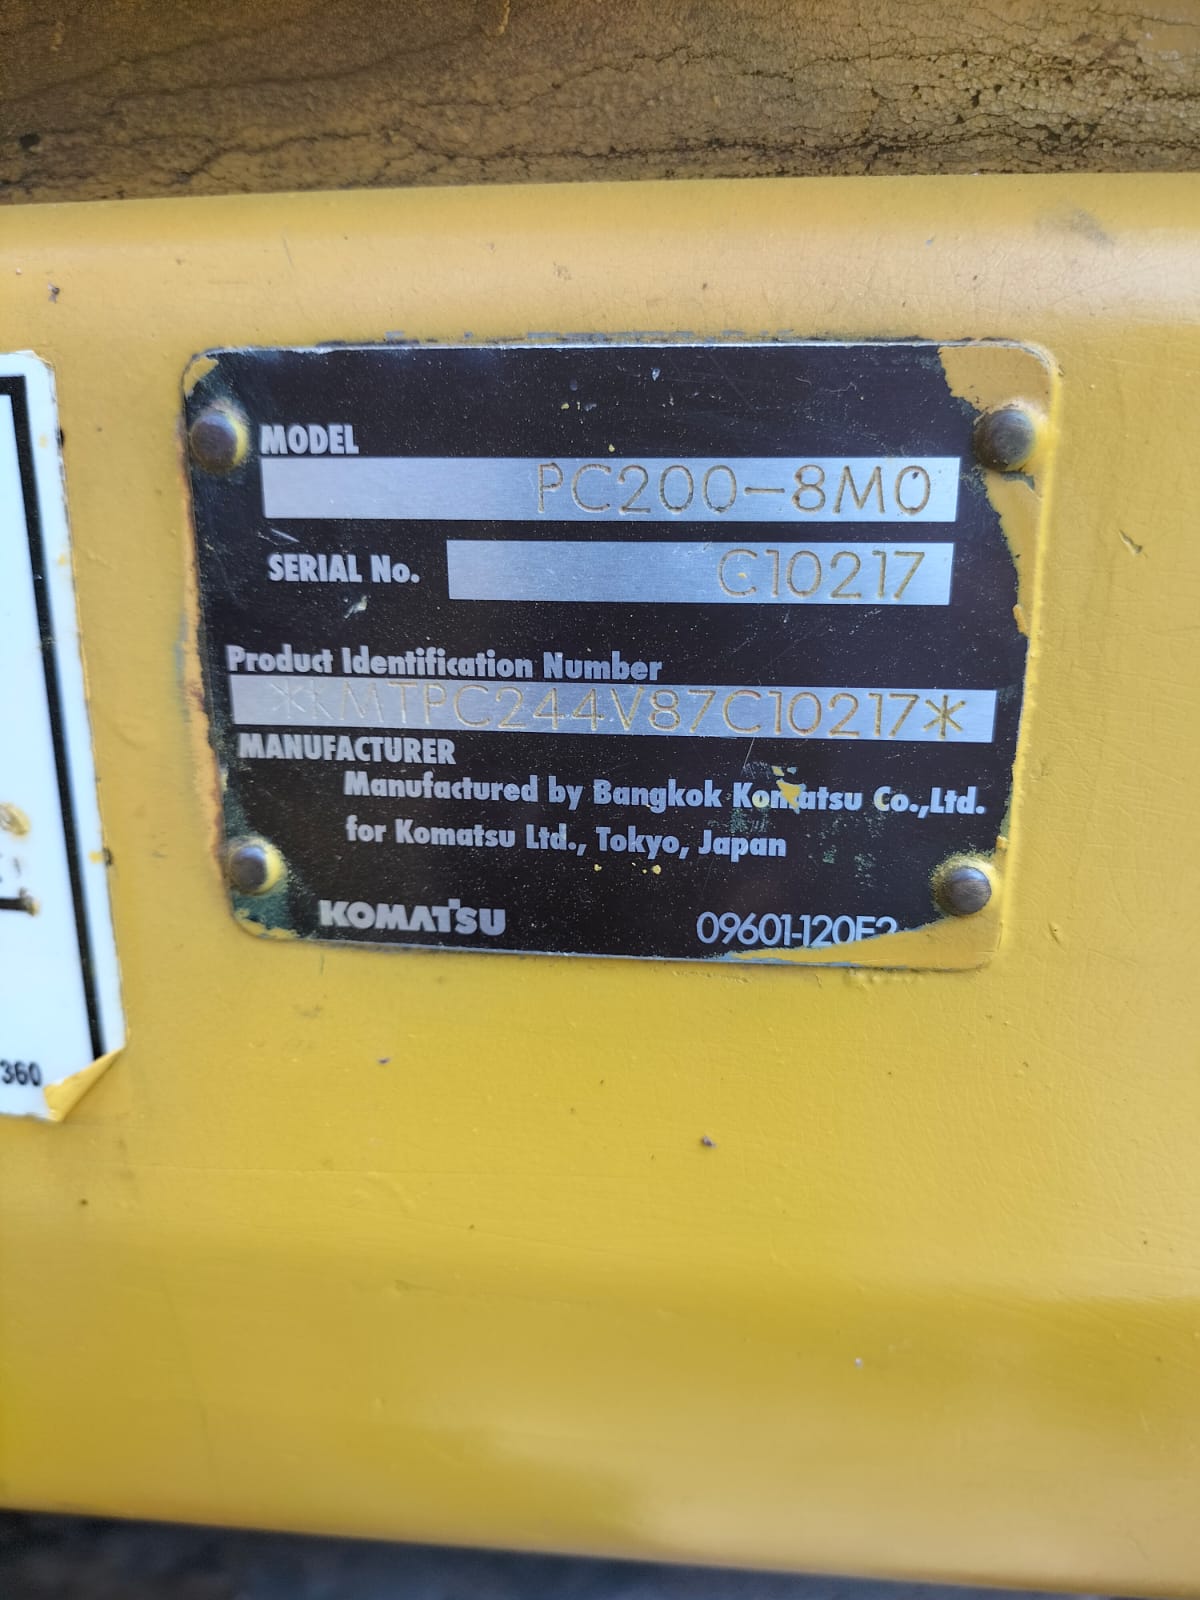 MODEL
PC200-8M0
SERIAL No.
C10217
Product Identification Number
*KMTPC244V87C10217*
MANUFACTURER
Manufactured by Bangkok Komatsu Co.,Ltd.
for Komatsu Ltd., Tokyo, Japan
KOMATSU
360